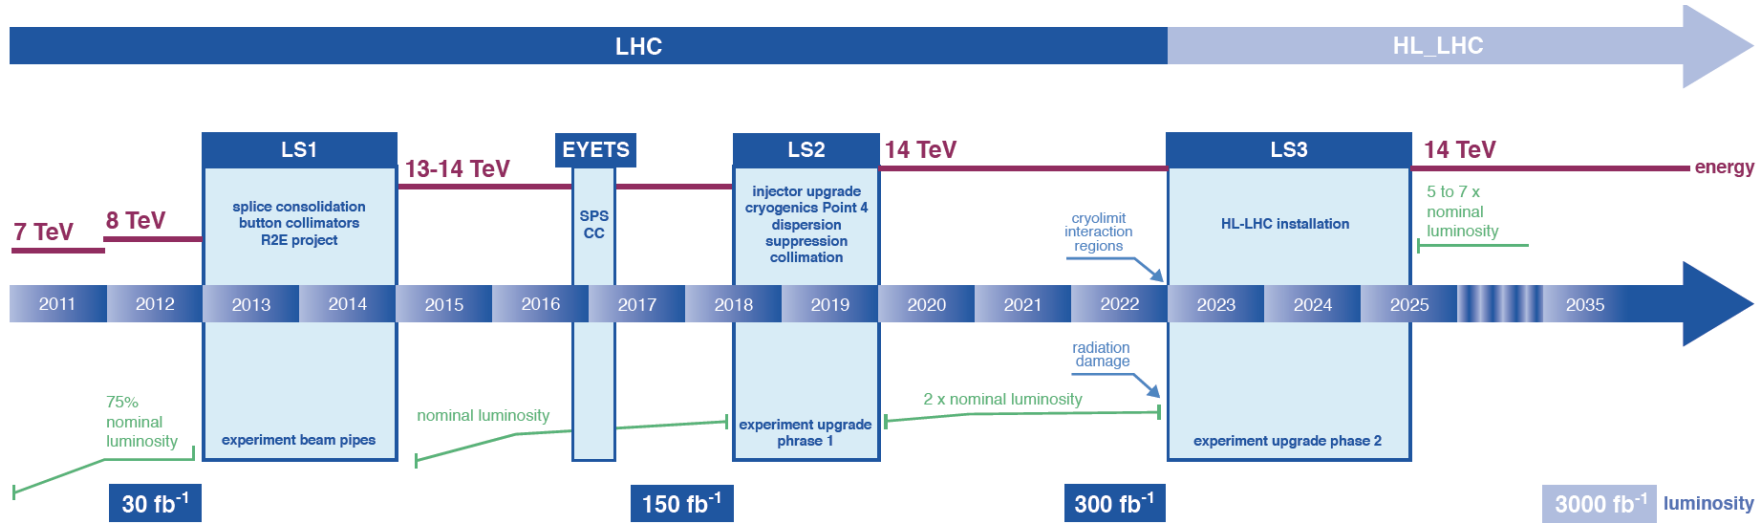 LHC
HL_LHC
LS1
EYETS
LS2
14 TeV
LS3
14 TeV
energy
13-14 TeV
7 TeV
8 TeV
splice consolidation
button collimators
R2E project
SPS
CC
injector upgrade
cryogenics Point 4
dispersion
suppression
collimation
cryolimit
interaction
regions
HL-LHC installation
5 to 7 x
nominal
luminosity
2011
2012
2013
2014
2015
2016
2017
2018
2019
2020
2021
2022
2023
2024
2025
2035
radiation
damage
75%
nominal
luminosity
experiment beam pipes
nominal luminosity
experiment upgrade
phrase 1
2 x nominal luminosity
experiment upgrade phase 2
30 fb⁻¹
150 fb⁻¹
300 fb⁻¹
3000 fb⁻¹
luminosity